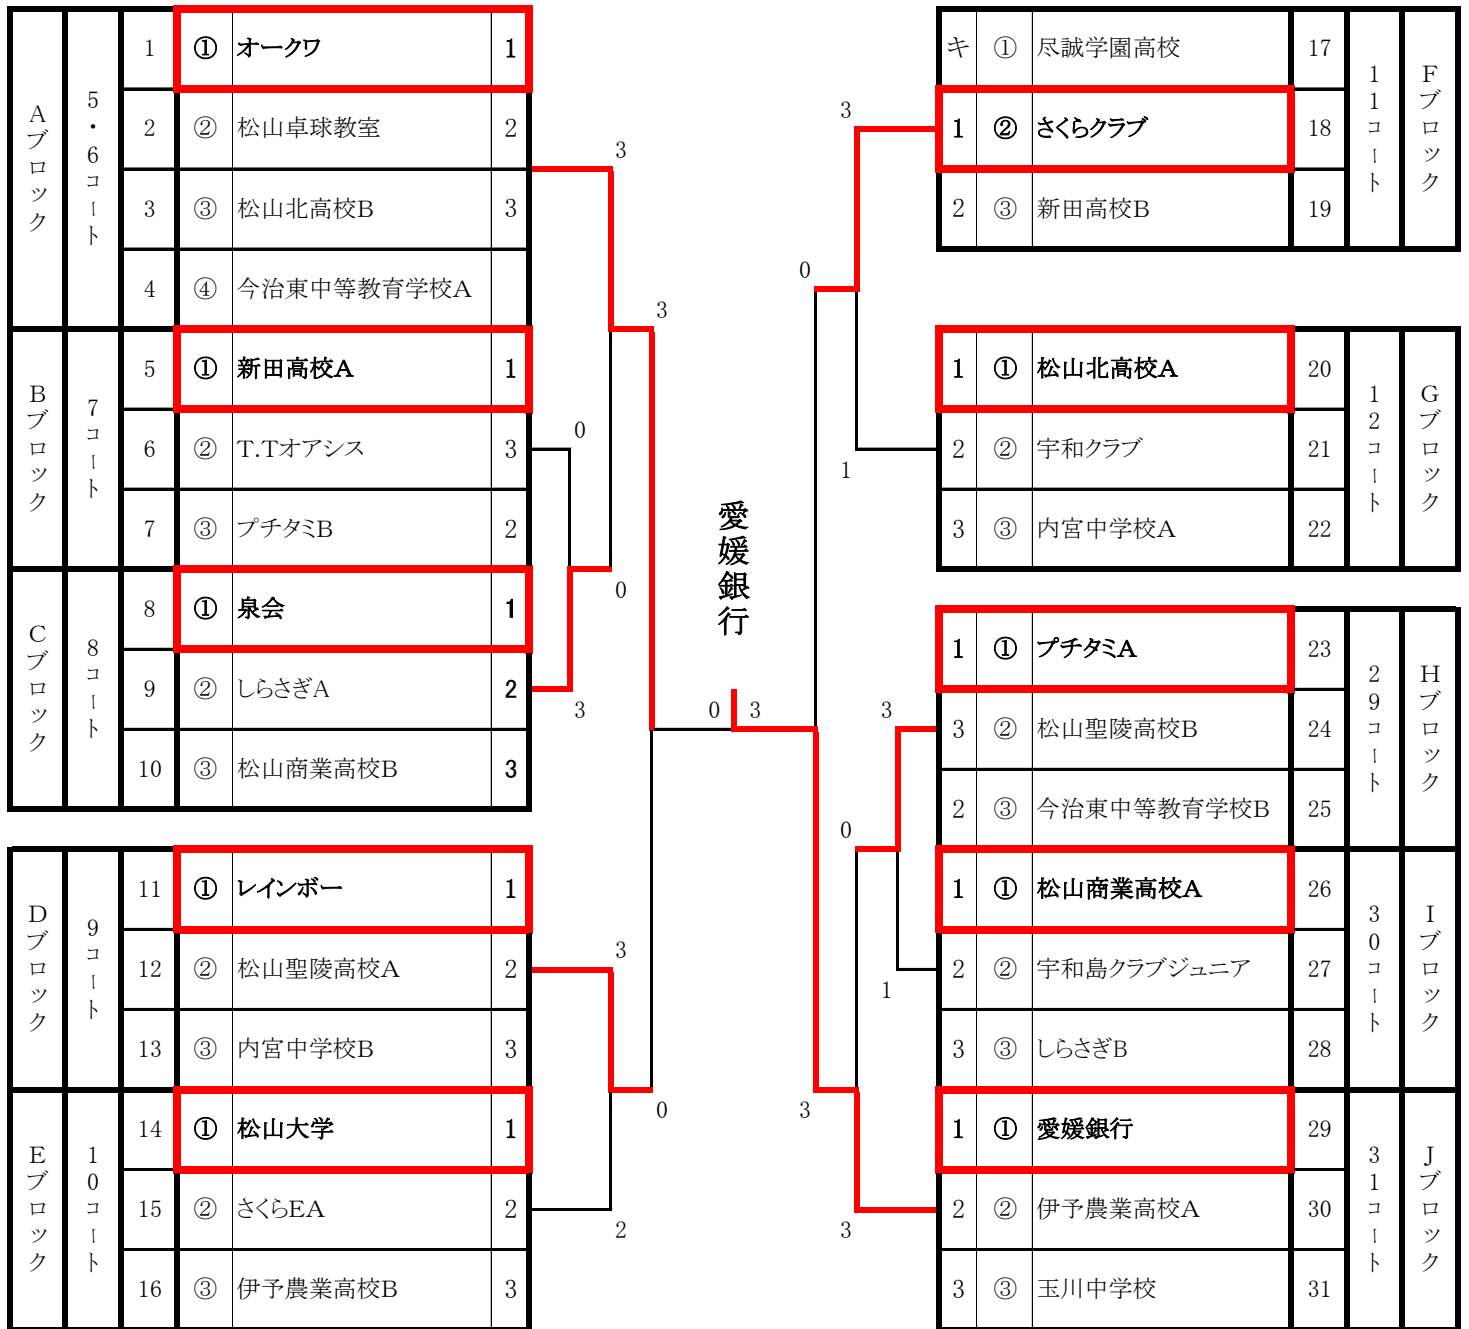 Aブロック
5・6コート
1 ① オークワ 1
2 ② 松山卓球教室 2
3 ③ 松山北高校B 3
4 ④ 今治東中等教育学校A
Bブロック
7コート
5 ① 新田高校A 1
6 ② T.Tオアシス 3
7 ③ プチタミB 2
Cブロック
8コート
8 ① 泉会 1
9 ② しらさぎA 2
10 ③ 松山商業高校B 3
Dブロック
9コート
11 ① レインボー 1
12 ② 松山聖陵高校A 2
13 ③ 内宮中学校B 3
Eブロック
10コート
14 ① 松山大学 1
15 ② さくらEA 2
16 ③ 伊予農業高校B 3
3
3
0
0
3
3
0
2
愛媛銀行
0 3
3
0
1
3
0
1
3
3
キ ① 尽誠学園高校 17
1 ② さくらクラブ 18
2 ③ 新田高校B 19
11コート
Fブロック
1 ① 松山北高校A 20
2 ② 宇和クラブ 21
3 ③ 内宮中学校A 22
12コート
Gブロック
1 ① プチタミA 23
3 ② 松山聖陵高校B 24
2 ③ 今治東中等教育学校B 25
29コート
Hブロック
1 ① 松山商業高校A 26
2 ② 宇和島クラブジュニア 27
3 ③ しらさぎB 28
30コート
Iブロック
1 ① 愛媛銀行 29
2 ② 伊予農業高校A 30
3 ③ 玉川中学校 31
31コート
Jブロック